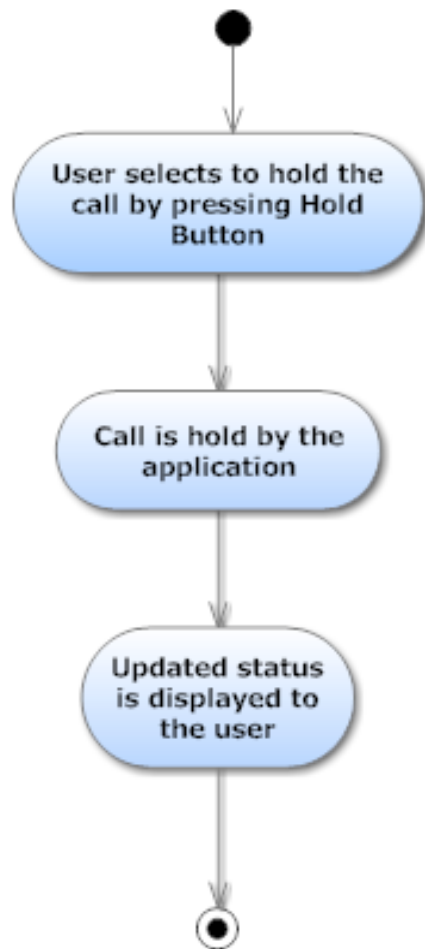 User selects to hold the
call by pressing Hold
Button
Call is hold by the
application
Updated status
is displayed to
the user